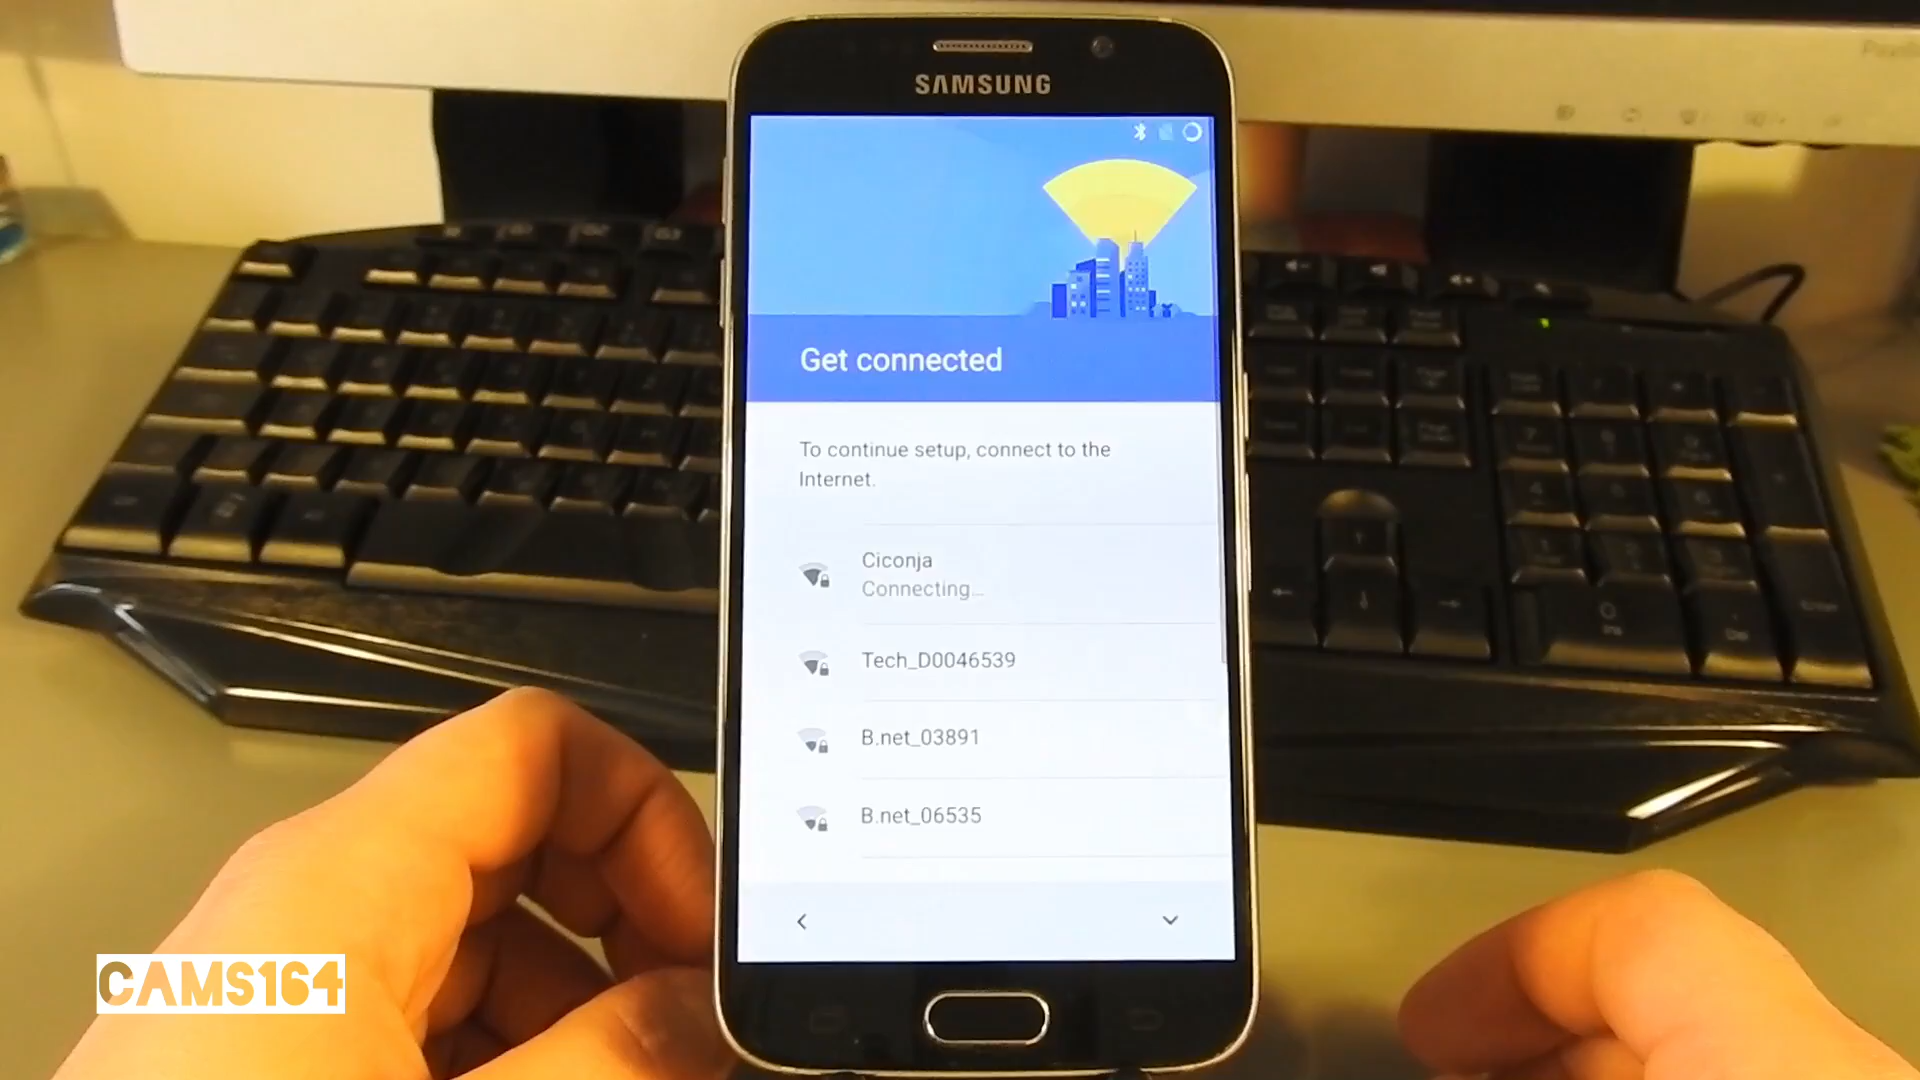 SAMSUNG
Get connected
To continue setup, connect to the
Internet.
Ciconja
Connecting...
Tech_D0046539
B.net_03891
B.net_06535
CAMS164